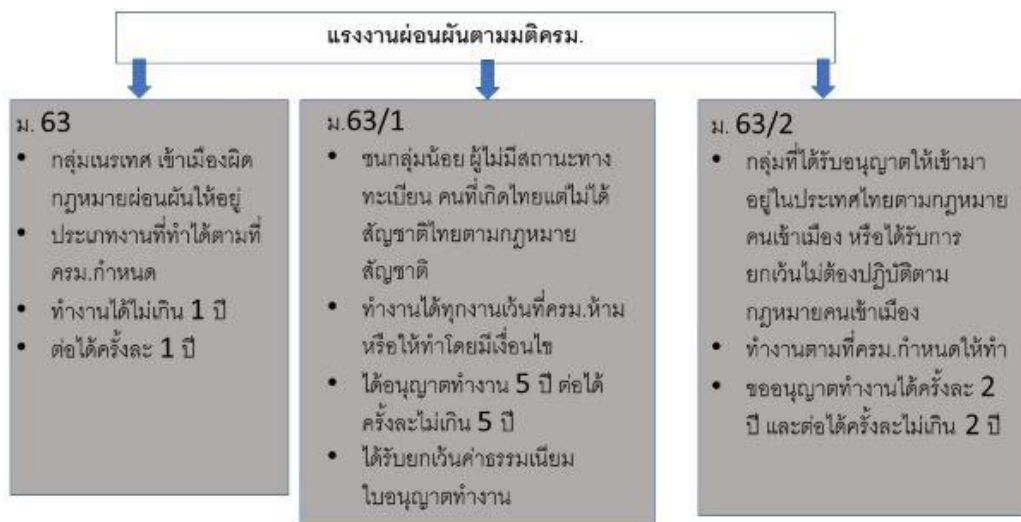 แรงงานผ่อนผันตามมติครม.
ม. 63
• กลุ่มเนรเทศ เข้าเมืองผิด
กฎหมายผ่อนผันให้อยู่
• ประเภทงานที่ทำได้ตามที่
ครม.กำหนด
• ทำงานได้ไม่เกิน 1 ปี
• ต่อได้ครั้งละ 1 ปี
ม.63/1
• ชนกลุ่มน้อย ผู้ไม่มีสถานะทาง
ทะเบียน คนที่เกิดไทยแต่ไม่ได้
สัญชาติไทยตามกฎหมาย
สัญชาติ
• ทำงานได้ทุกงานเว้นที่ครม.ห้าม
หรือให้ทำโดยมีเงื่อนไข
• ได้อนุญาตทำงาน 5 ปี ต่อได้
ครั้งละไม่เกิน 5 ปี
• ได้รับยกเว้นค่าธรรมเนียม
ใบอนุญาตทำงาน
ม. 63/2
• กลุ่มที่ได้รับอนุญาตให้เข้ามา
อยู่ในประเทศไทยตามกฎหมาย
คนเข้าเมือง หรือได้รับการ
ยกเว้นไม่ต้องปฏิบัติตาม
กฎหมายคนเข้าเมือง
• ทำงานตามที่ครม.กำหนดให้ทำ
• ขออนุญาตทำงานได้ครั้งละ 2
ปี และต่อได้ครั้งละไม่เกิน 2 ปี